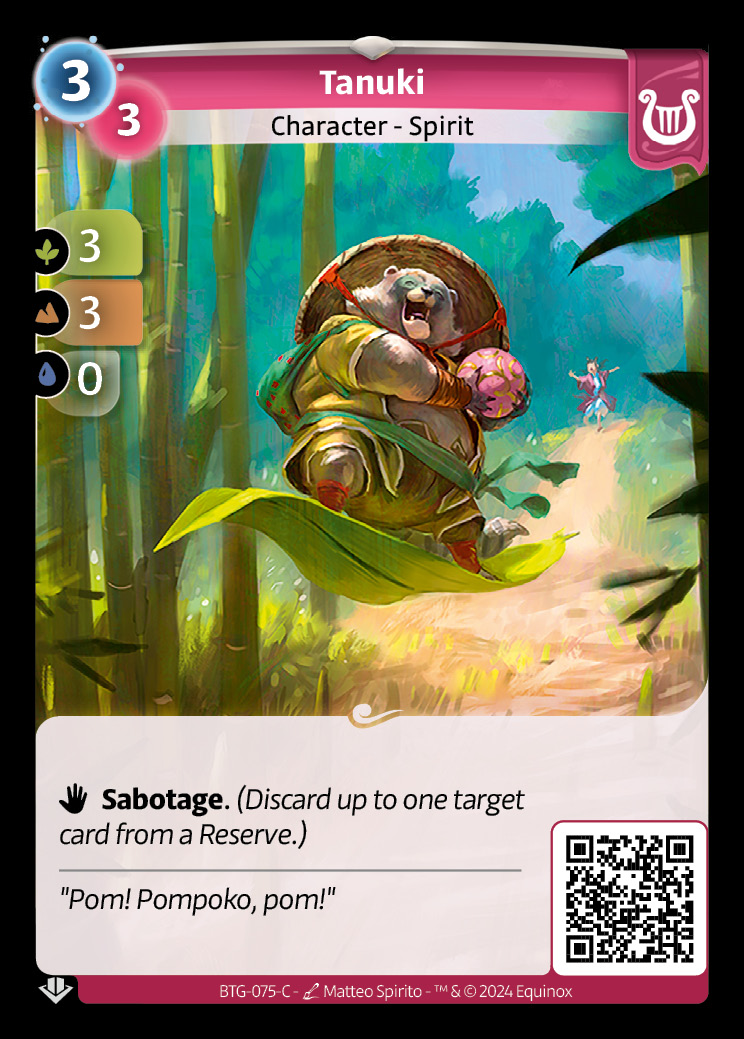 3
Tanuki
3
Character - Spirit
3
3
0
Sabotage. (Discard up to one target
card from a Reserve.)
"Pom! Pompoko, pom!"
BTG-075-C - Matteo Spirito - ™ & © 2024 Equinox